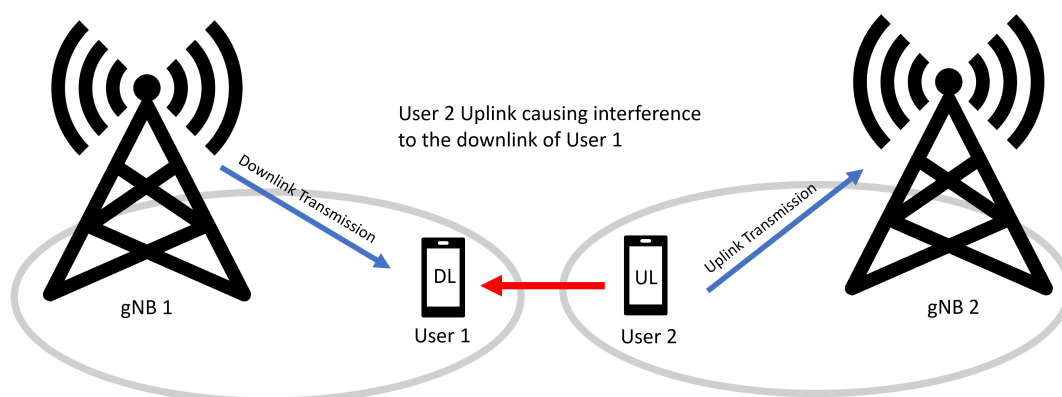 User 2 Uplink causing interference
to the downlink of User 1
Downlink Transmission
Uplink Transmission
DL
UL
gNB 1
User 1
User 2
gNB 2